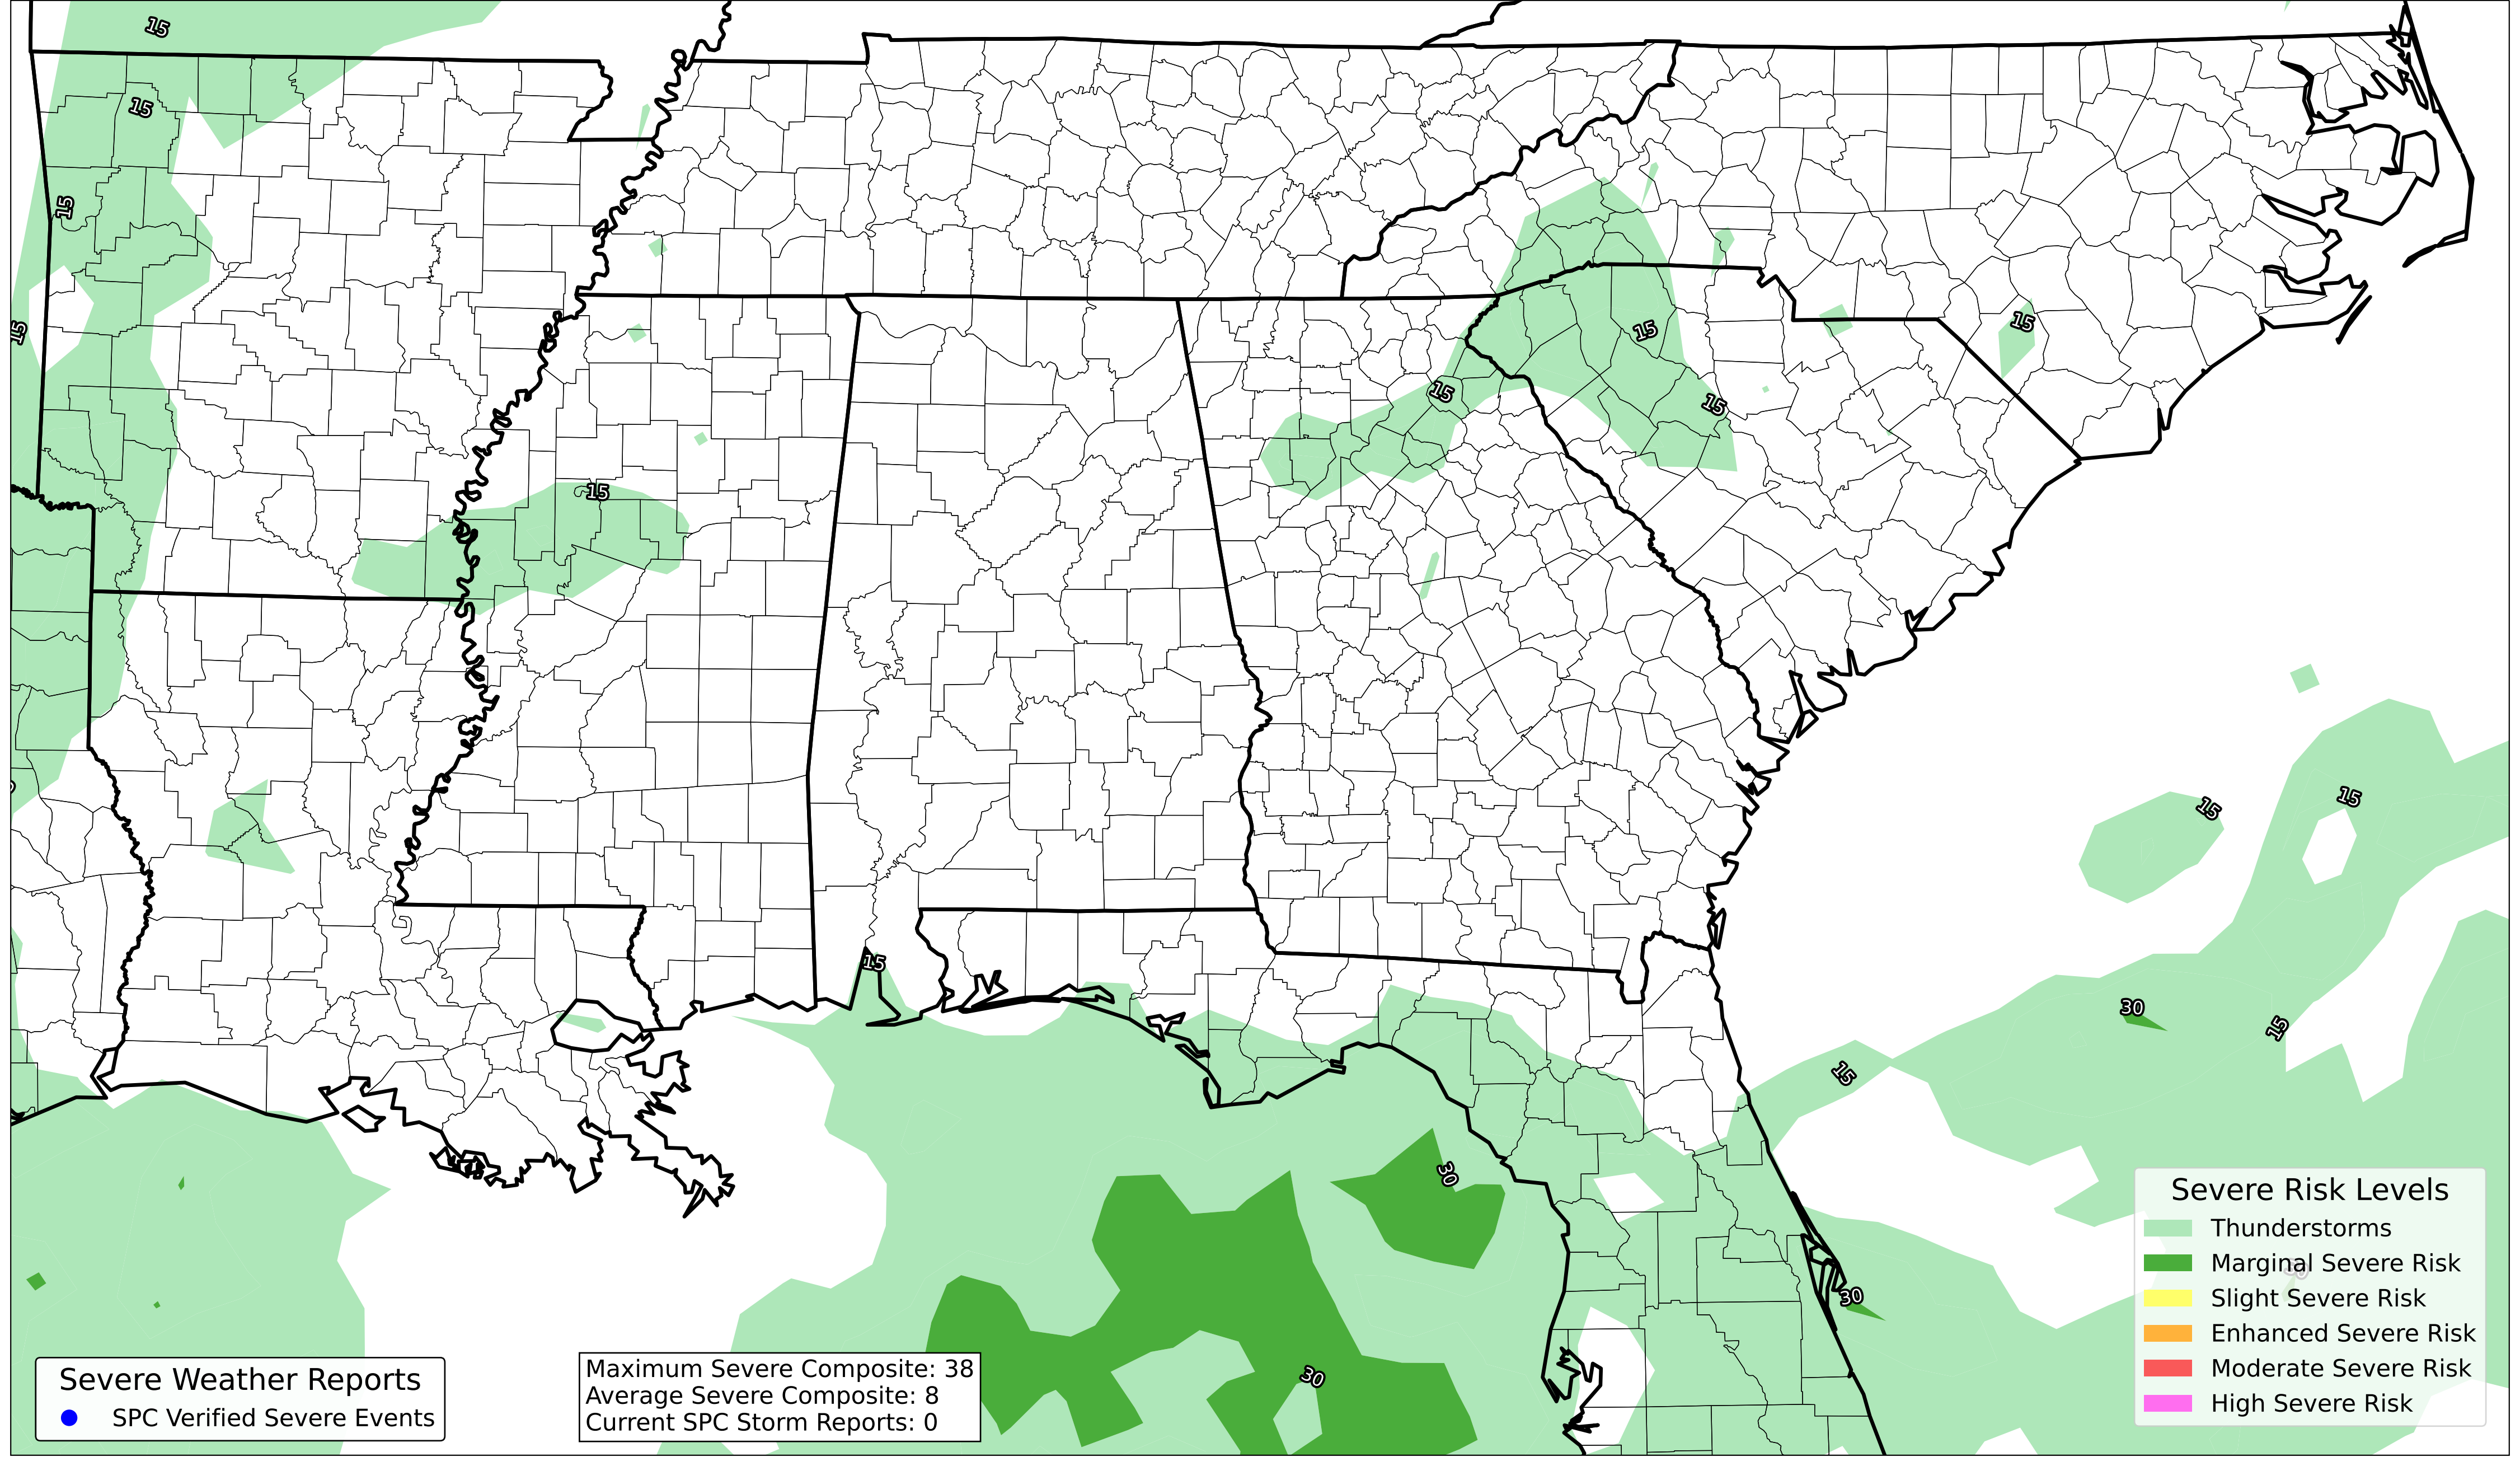 15
15
15
15
15
15
15
15
15
15
15
15
15
30
15
15
30
30
30
Severe Risk Levels
Thunderstorms
Marginal Severe Risk
Slight Severe Risk
Enhanced Severe Risk
Moderate Severe Risk
High Severe Risk
Severe Weather Reports
SPC Verified Severe Events
Maximum Severe Composite: 38
Average Severe Composite: 8
Current SPC Storm Reports: 0